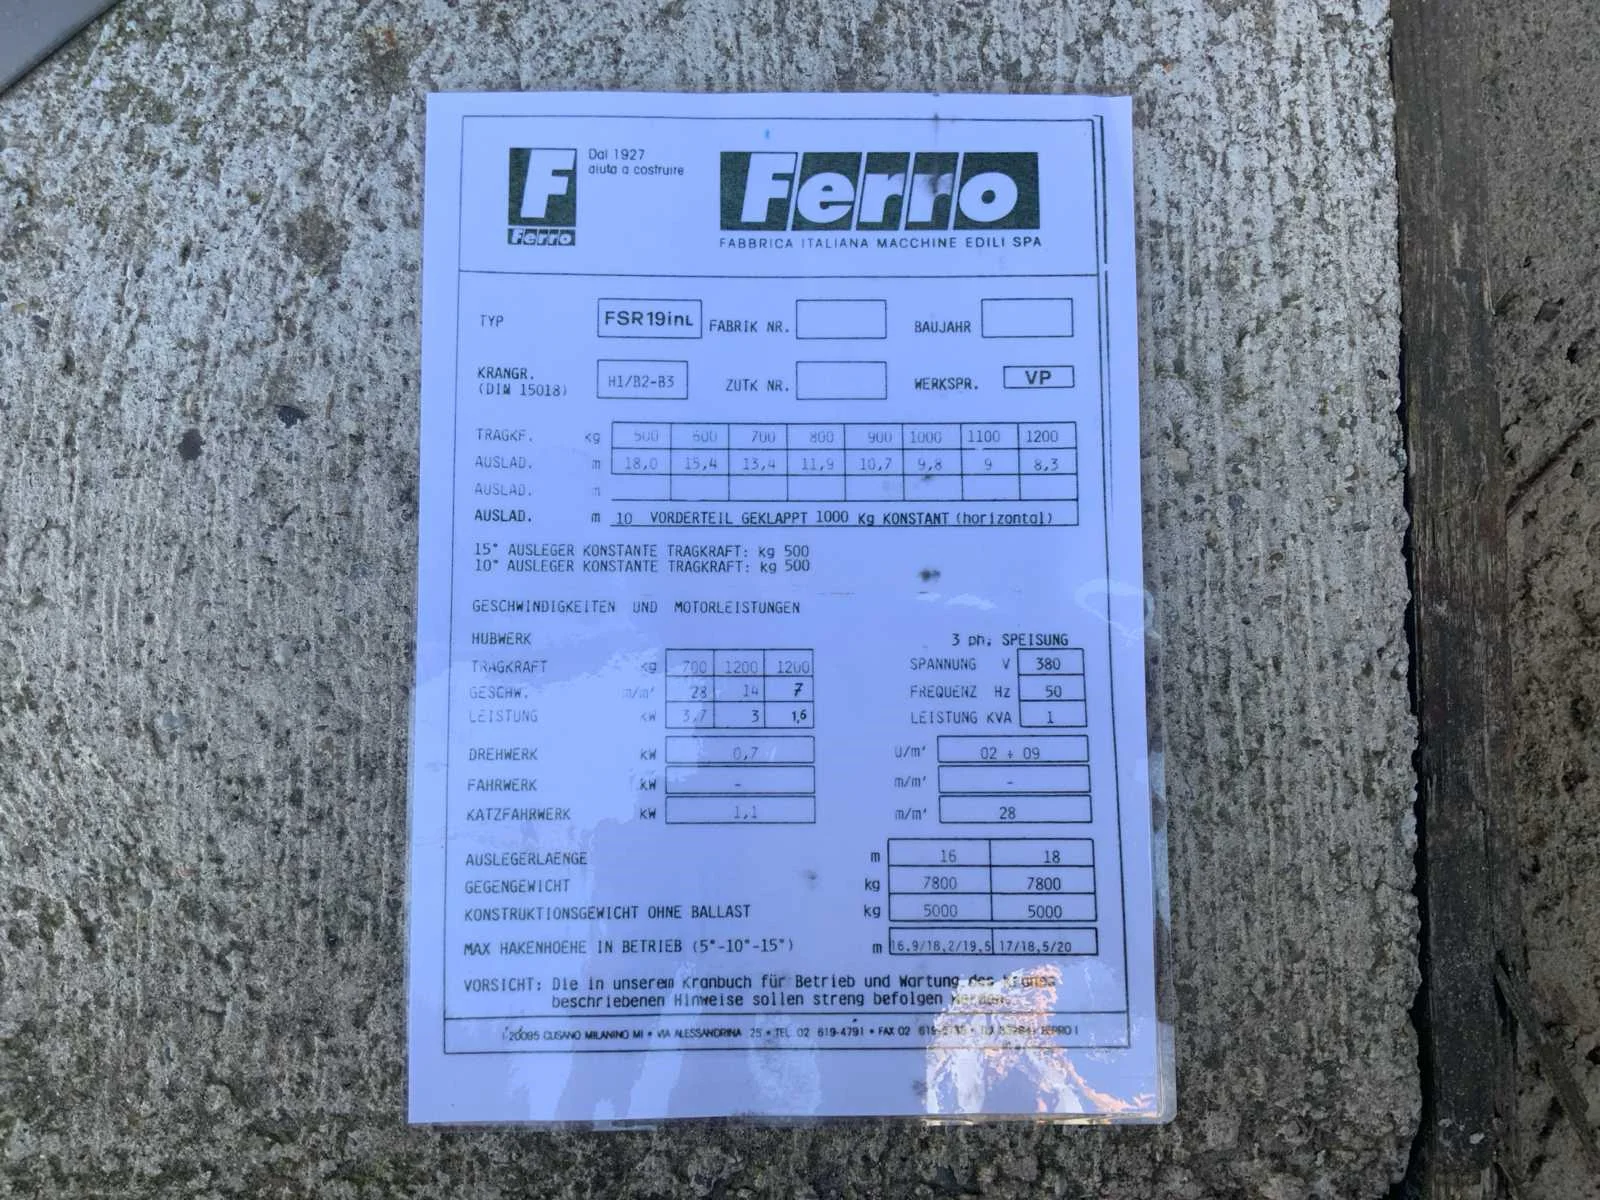 F
Ferro
Dal 1927
aiuta a costruire
Ferro
FABBRICA ITALIANA MACCHINE EDILI SPA
TYP FSR19inL FABRIK NR. BAUJAHR
KRANGR.
(DIN 15018) H1/B2-B3 ZUTK NR. WERKSPR. VP
TRAGKF. kg 500 600 700 800 900 1000 1100 1200
AUSLAD. m 18,0 15,4 13,4 11,9 10,7 9,8 9 8,3
AUSLAD. m
AUSLAD. m 10 VORDERTEIL GEKLAPPT 1000 Kg KONSTANT (horizontal)
15° AUSLEGER KONSTANTE TRAGKRAFT: kg 500
10° AUSLEGER KONSTANTE TRAGKRAFT: kg 500
GESCHWINDIGKEITEN UND MOTORLEISTUNGEN
HUBWERK 3 ph. SPEISUNG
TRAGKRAFT kg 700 1200 1200 SPANNUNG V 380
GESCHW. m/m' 28 14 7 FREQUENZ Hz 50
LEISTUNG kW 3,7 3 1,6 LEISTUNG KVA 1
DREHWERK kW 0,7 U/m' 02 ÷ 09
FAHRWERK kW - m/m' -
KATZFAHRWERK kW 1,1 m/m' 28
AUSLEGERLAENGE m 16 18
GEGENGEWICHT kg 7800 7800
KONSTRUKTIONSGEWICHT OHNE BALLAST kg 5000 5000
MAX HAKENHOEHE IN BETRIEB (5°-10°-15°) m 16,9/18,2/19,5 17/18,5/20
VORSICHT: Die in unserem Kranbuch für Betrieb und Wartung des Kranes
beschriebenen Hinweise sollen streng befolgen werden.
I 20095 CUSANO MILANINO MI • VIA ALESSANDRINA 25 • TEL. 02 619-4791 • FAX 02